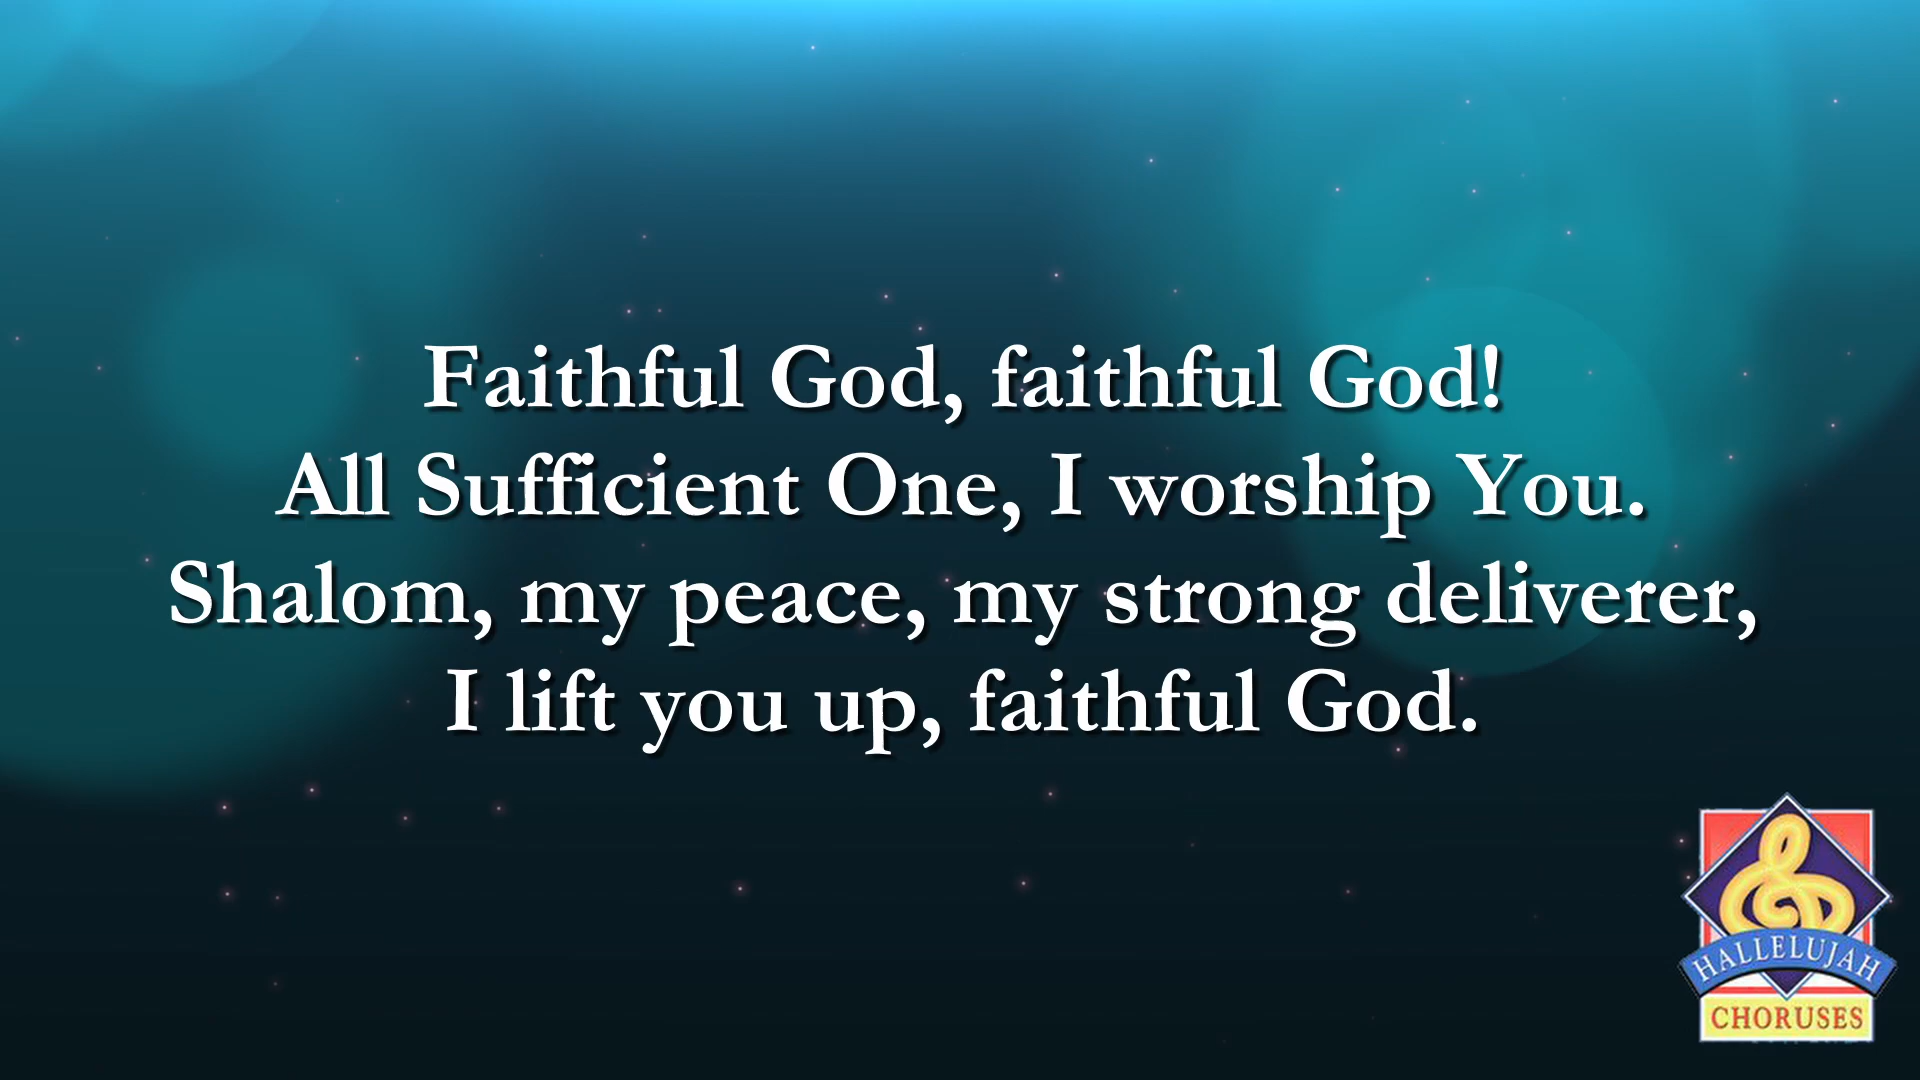 Faithful God, faithful God!
All Sufficient One, I worship You.
Shalom, my peace, my strong deliverer,
I lift you up, faithful God.
HALLELUJAH
CHORUSES